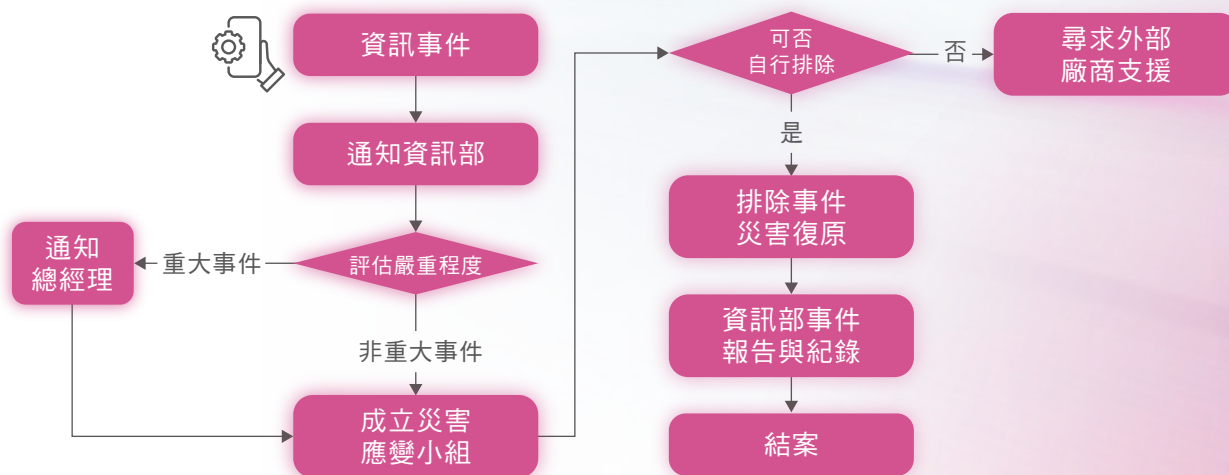 資訊事件
通知資訊部
評估嚴重程度
重大事件
通知
總經理
非重大事件
成立災害
應變小組
可否
自行排除
否
尋求外部
廠商支援
是
排除事件
災害復原
資訊部事件
報告與紀錄
結案